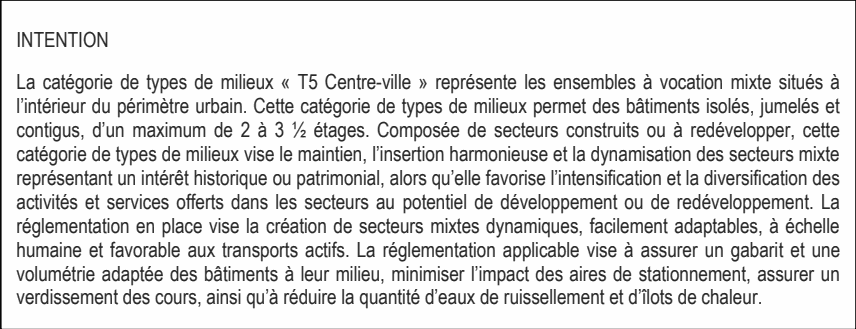 INTENTION
La catégorie de types de milieux « T5 Centre-ville » représente les ensembles à vocation mixte situés à
l'intérieur du périmètre urbain. Cette catégorie de types de milieux permet des bâtiments isolés, jumelés et
contigus, d'un maximum de 2 à 3 ½ étages. Composée de secteurs construits ou à redévelopper, cette
catégorie de types de milieux vise le maintien, l'insertion harmonieuse et la dynamisation des secteurs mixte
représentant un intérêt historique ou patrimonial, alors qu'elle favorise l'intensification et la diversification des
activités et services offerts dans les secteurs au potentiel de développement ou de redéveloppement. La
réglementation en place vise la création de secteurs mixtes dynamiques, facilement adaptables, à échelle
humaine et favorable aux transports actifs. La réglementation applicable vise à assurer un gabarit et une
volumétrie adaptée des bâtiments à leur milieu, minimiser l'impact des aires de stationnement, assurer un
verdissement des cours, ainsi qu'à réduire la quantité d'eaux de ruissellement et d'îlots de chaleur.